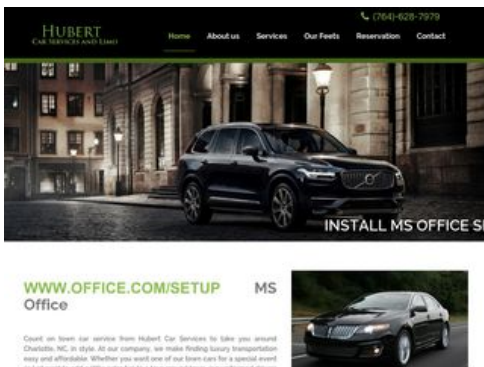 (764)-628-7979
HUBERT
CAR SERVICES AND LIMO
Home About us Services Our Feets Reservation Contact
INSTALL MS OFFICE S
WWW.OFFICE.COM/SETUP MS
Office
Count on town car service from Hubert Car Services to take you around
Charlotte, NC, in style. At our company, we make finding luxury transportation
easy and affordable. Whether you want one of our town cars for a special event